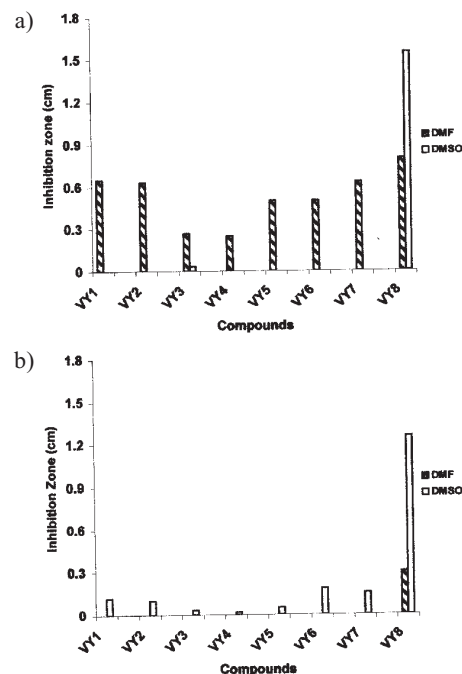 a)
1.8
1.5
1.2
0.9
0.6
0.3
0
Inhibition zone (cm)
DMF
DMSO
VY1 VY2 VY3 VY4 VY5 VY6 VY7 VY8
Compounds
b)
1.8
1.5
1.2
0.9
0.6
0.3
0
Inhibition Zone (cm)
DMF
DMSO
VY1 VY2 VY3 VY4 VY5 VY6 VY7 VY8
Compounds